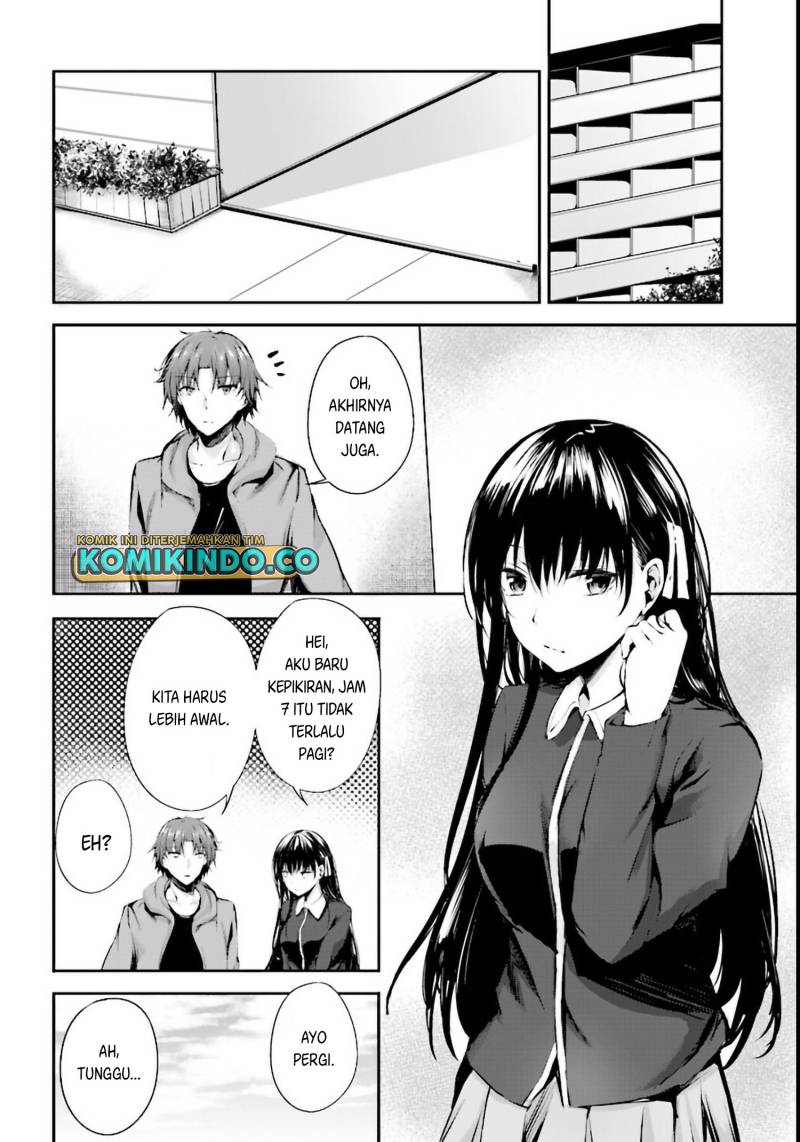 OH,
AKHIRNYA
DATANG
JUGA.
KOMIK INI DITERJEMAHKAN TIM
KOMIKINDO.CO
HEI,
AKU BARU
KEPIKIRAN, JAM
7 ITU TIDAK
TERLALU
PAGI?
KITA HARUS
LEBIH AWAL.
EH?
AYO
PERGI.
AH,
TUNGGU...